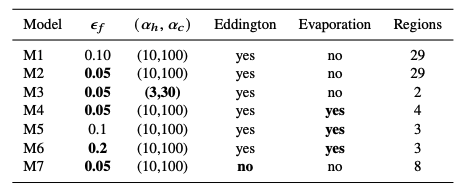 Model ϵf (αh, αc) Eddington Evaporation Regions
M1 0.10 (10,100) yes no 29
M2 0.05 (10,100) yes no 29
M3 0.05 (3,30) yes no 2
M4 0.05 (10,100) yes yes 4
M5 0.1 (10,100) yes yes 3
M6 0.2 (10,100) yes yes 3
M7 0.05 (10,100) no no 8